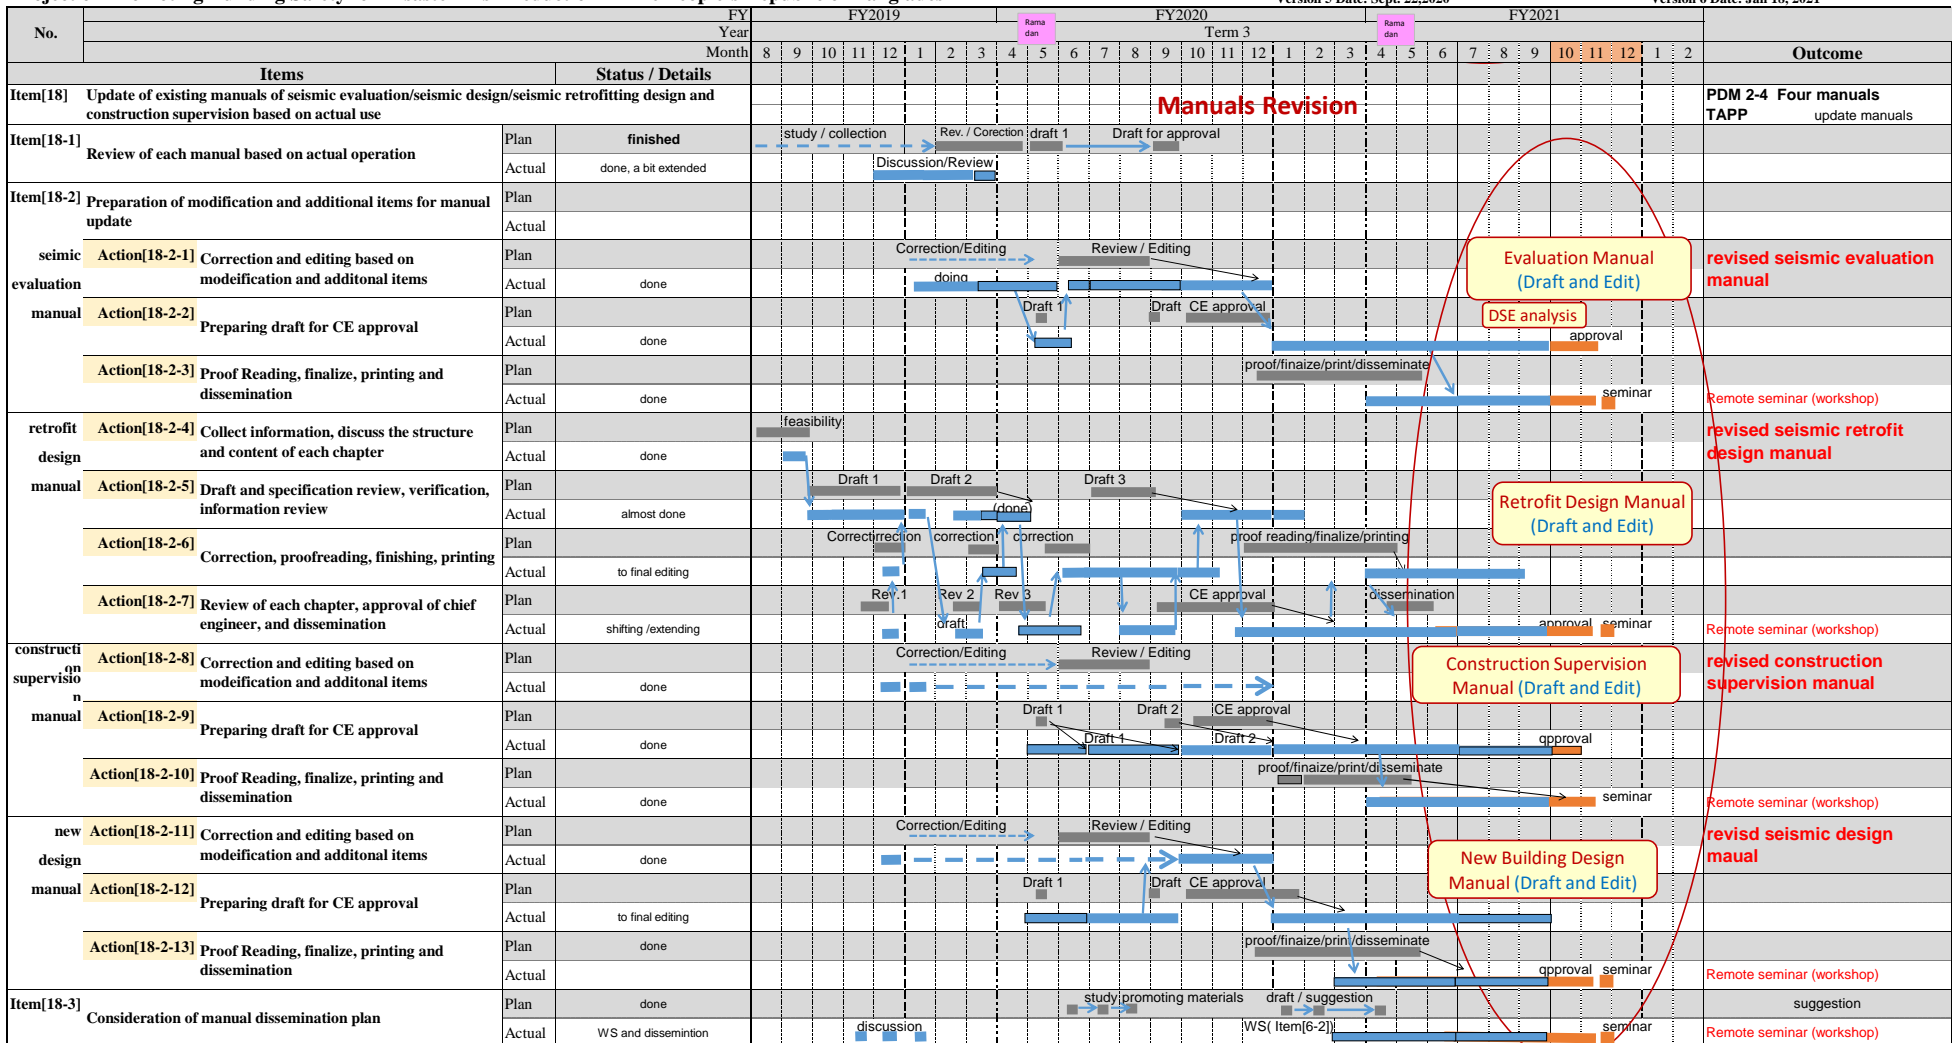 Version 5 Date: Sept. 22,2020
Version 6 Date: Jan 18, 2021
No.
FY FY2019 FY2020 FY2021
Year Term 3
Rama
dan
Rama
dan
Month 8 9 10 11 12 1 2 3 4 5 6 7 8 9 10 11 12 1 2 3 4 5 6 7 8 9 10 11 12 1 2 Outcome
Items Status / Details
Item[18] Update of existing manuals of seismic evaluation/seismic design/seismic retrofitting design and
construction supervision based on actual use
Manuals Revision
PDM 2-4 Four manuals
TAPP update manuals
Item[18-1] Review of each manual based on actual operation
Plan finished study / collection Rev. / Corection draft 1 Draft for approval
Actual done, a bit extended Discussion/Review
Item[18-2] Preparation of modification and additional items for manual
update
Plan
Actual
seimic
evaluation
manual
Action[18-2-1] Correction and editing based on
modeification and additonal items
Plan Correction/Editing Review / Editing
Actual done doing
Evaluation Manual
(Draft and Edit)
revised seismic evaluation
manual
Action[18-2-2] Preparing draft for CE approval
Plan Draft 1 Draft CE approval
DSE analysis
Actual done approval
Action[18-2-3] Proof Reading, finalize, printing and
dissemination
Plan proof/finaize/print/disseminate
Actual done seminar Remote seminar (workshop)
retrofit
design
manual
Action[18-2-4] Collect information, discuss the structure
and content of each chapter
Plan feasibility
Actual done
revised seismic retrofit
design manual
Action[18-2-5] Draft and specification review, verification,
information review
Plan Draft 1 Draft 2 Draft 3
Actual almost done (done)
Retrofit Design Manual
(Draft and Edit)
Action[18-2-6] Correction, proofreading, finishing, printing
Plan Correctirrection correction correction proof reading/finalize/printing
Actual to final editing
Action[18-2-7] Review of each chapter, approval of chief
engineer, and dissemination
Plan Rev.1 Rev 2 Rev 3 CE approval dissemination
Actual shifting /extending draft approval seminar Remote seminar (workshop)
constructi
on
supervisio
n
manual
Action[18-2-8] Correction and editing based on
modeification and additonal items
Plan Correction/Editing Review / Editing
Actual done
Construction Supervision
Manual (Draft and Edit)
revised construction
supervision manual
Action[18-2-9] Preparing draft for CE approval
Plan Draft 1 Draft 2 CE approval
Actual done Draft 1 Draft 2 qpproval
Action[18-2-10] Proof Reading, finalize, printing and
dissemination
Plan proof/finaize/print/disseminate
Actual done seminar Remote seminar (workshop)
new
design
manual
Action[18-2-11] Correction and editing based on
modeification and additonal items
Plan Correction/Editing Review / Editing
Actual done
New Building Design
Manual (Draft and Edit)
revisd seismic design
maual
Action[18-2-12] Preparing draft for CE approval
Plan Draft 1 Draft CE approval
Actual to final editing
Action[18-2-13] Proof Reading, finalize, printing and
dissemination
Plan done proof/finaize/print/disseminate
Actual qpproval seminar Remote seminar (workshop)
Item[18-3] Consideration of manual dissemination plan
Plan done study promoting materials draft / suggestion suggestion
Actual WS and dissemintion discussion WS( Item[6-2]) seminar Remote seminar (workshop)